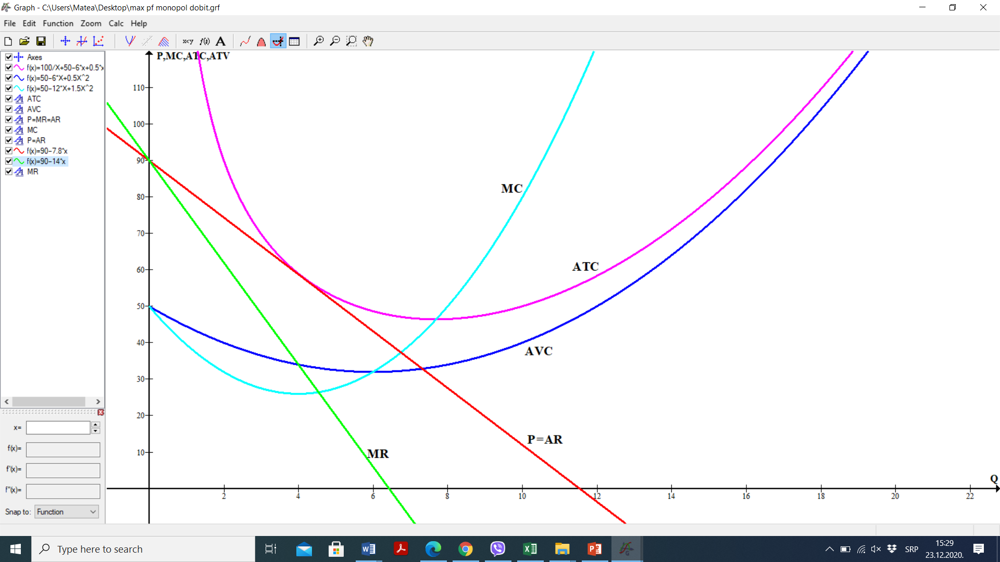 Graph - C:\Users\Matea\Desktop\max pf monopol dobit.grf
File Edit Function Zoom Calc Help
Axes
f(x)=100/X+50-6*x+0.5*x
f(x)=50-6*X+0.5X^2
f(x)=50-12*X+1.5X^2
ATC
AVC
P=MR=AR
MC
P=AR
f(x)=90-7.8*x
f(x)=90-14*x
MR
x=
f(x)=
f'(x)=
f''(x)=
Snap to: Function
P,MC,ATC,ATV
110
100
90
80
70
60
50
40
30
20
10
MC
ATC
AVC
P=AR
MR
Q
2 4 6 8 10 12 14 16 18 20 22
Type here to search
SRP
15:29
23.12.2020.